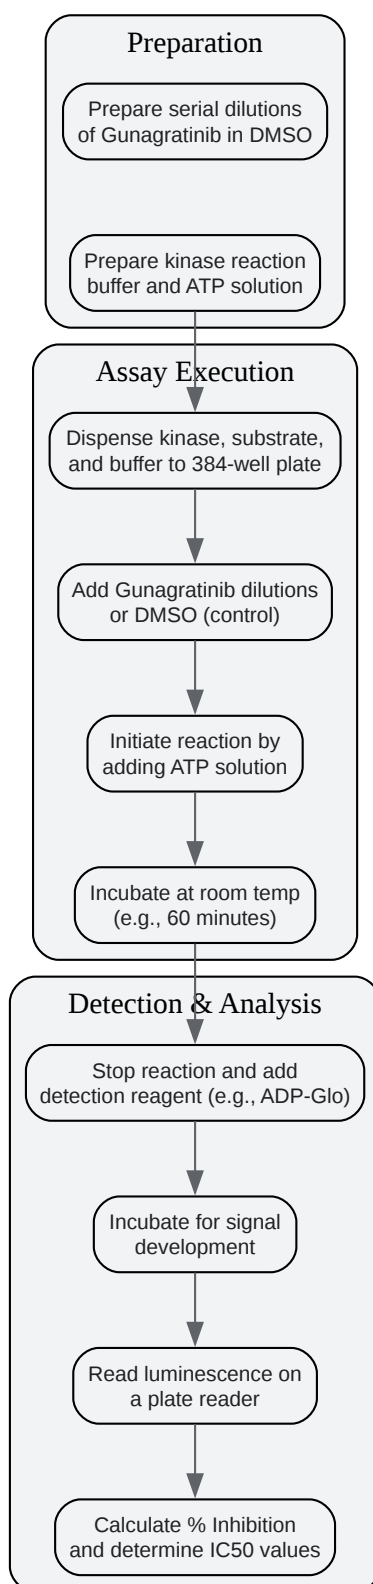 Preparation
Prepare serial dilutions
of Gunagratinib in DMSO
Prepare kinase reaction
buffer and ATP solution
Assay Execution
Dispense kinase, substrate,
and buffer to 384-well plate
Add Gunagratinib dilutions
or DMSO (control)
Initiate reaction by
adding ATP solution
Incubate at room temp
(e.g., 60 minutes)
Detection & Analysis
Stop reaction and add
detection reagent (e.g., ADP-Glo)
Incubate for signal
development
Read luminescence on
a plate reader
Calculate % Inhibition
and determine IC50 values